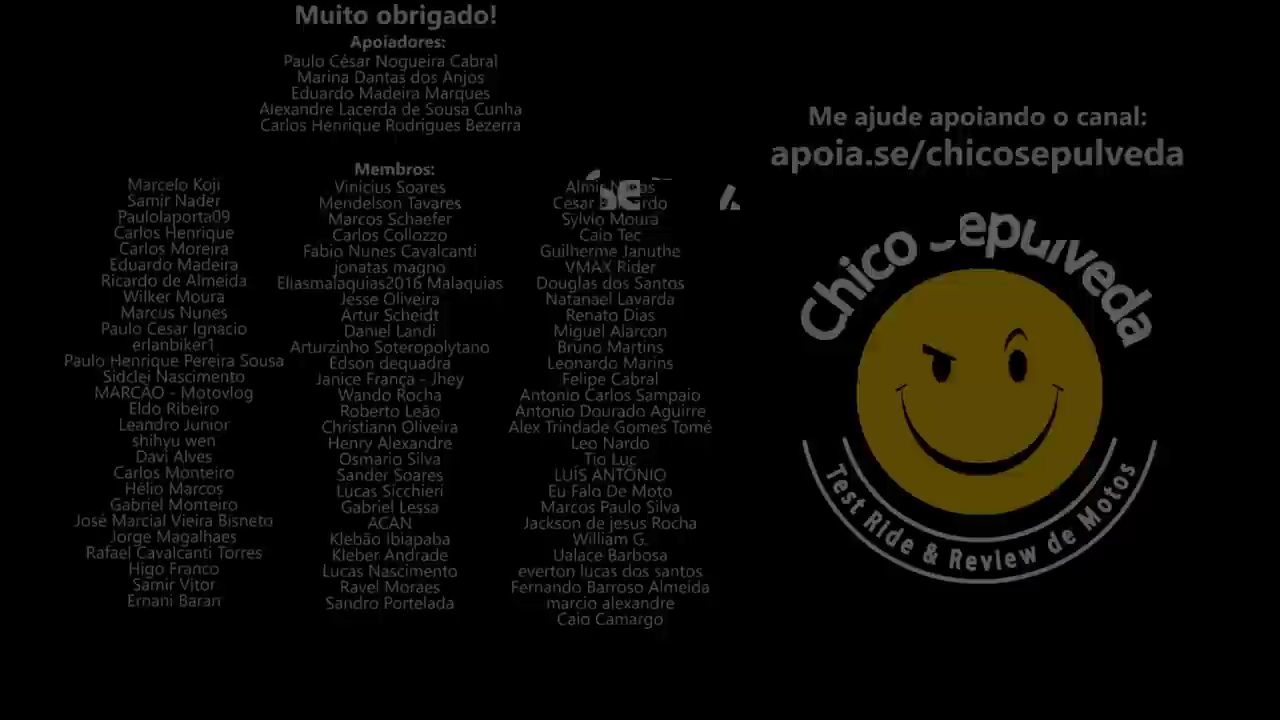 Muito obrigado!
Apoiadores:
Paulo César Nogueira Cabral
Marina Dantas dos Anjos
Eduardo Madeira Marques
Alexandre Lacerda de Sousa Cunha
Carlos Henrique Rodrigues Bezerra
Membros:
Marcelo Koji
Samir Nader
Paulolaporta09
Carlos Henrique
Carlos Moreira
Eduardo Madeira
Ricardo de Almeida
Wilker Moura
Marcus Nunes
Paulo Cesar Ignacio
erlanbiker1
Paulo Henrique Pereira Sousa
Sidclei Nascimento
MARCÃO - Motovlog
Eldo Ribeiro
Leandro Junior
shihyu wen
Davi Alves
Carlos Monteiro
Hélio Marcos
Gabriel Monteiro
José Marcial Vieira Bisneto
Jorge Magalhaes
Rafael Cavalcanti Torres
Higo Franco
Samir Vitor
Ernani Baran
Vinicius Soares
Mendelson Tavares
Marcos Schaefer
Carlos Collozzo
Fabio Nunes Cavalcanti
jonatas magno
Eliasmalaquias2016 Malaquias
Jesse Oliveira
Artur Scheidt
Daniel Landi
Arturzinho Soteropolytano
Edson dequadra
Janice França - Jhey
Wando Rocha
Roberto Leão
Christiann Oliveira
Henry Alexandre
Osmario Silva
Sander Soares
Lucas Sicchieri
Gabriel Lessa
ACAN
Klebão Ibiapaba
Kleber Andrade
Lucas Nascimento
Ravel Moraes
Sandro Portelada
Almir
César
Sylvio Moura
Caio Tec
Guilherme Januthe
VMAX Rider
Douglas dos Santos
Natanael Lavarda
Renato Dias
Miguel Alarcon
Bruno Martins
Leonardo Marins
Felipe Cabral
Antonio Carlos Sampaio
Antonio Dourado Aguirre
Alex Trindade Gomes Tomé
Leo Nardo
Tio Luc
LUÍS ANTÔNIO
Eu Falo De Moto
Marcos Paulo Silva
Jackson de jesus Rocha
William G.
Ualace Barbosa
everton lucas dos santos
Fernando Barroso Almeida
marcio alexandre
Caio Camargo
Me ajude apoiando o canal:
apoia.se/chicosepulveda
Chico Sepulveda
Test Ride & Review de Motos